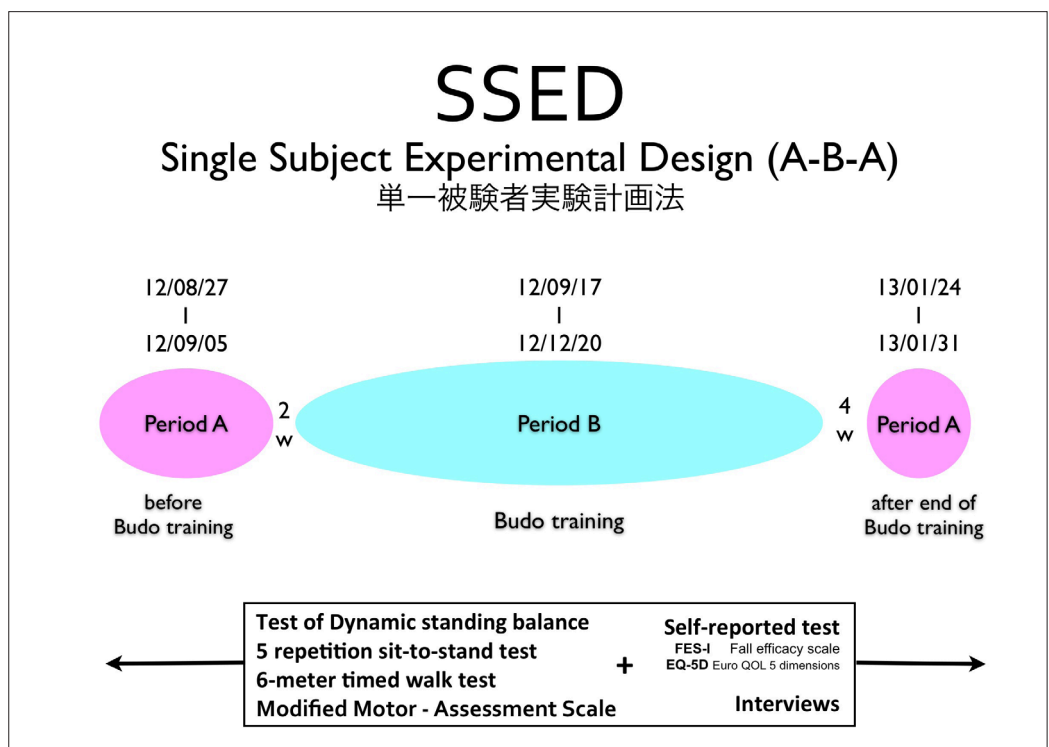 SSED
Single Subject Experimental Design (A-B-A)
単一被験者実験計画法
12/08/27
I
12/09/05
12/09/17
I
12/12/20
13/01/24
I
13/01/31
Period A
2
w
Period B
4
w
Period A
before
Budo training
Budo training
after end of
Budo training
Test of Dynamic standing balance
5 repetition sit-to-stand test
6-meter timed walk test
Modified Motor - Assessment Scale
+
Self-reported test
FES-I Fall efficacy scale
EQ-5D Euro QOL 5 dimensions
Interviews